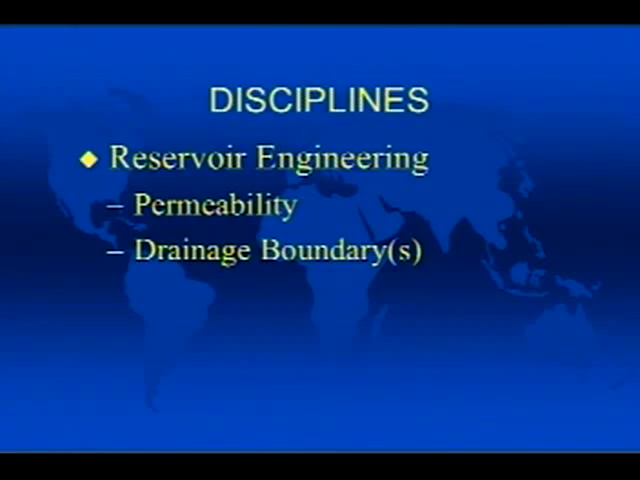 DISCIPLINES
◆ Reservoir Engineering
– Permeability
– Drainage Boundary(s)